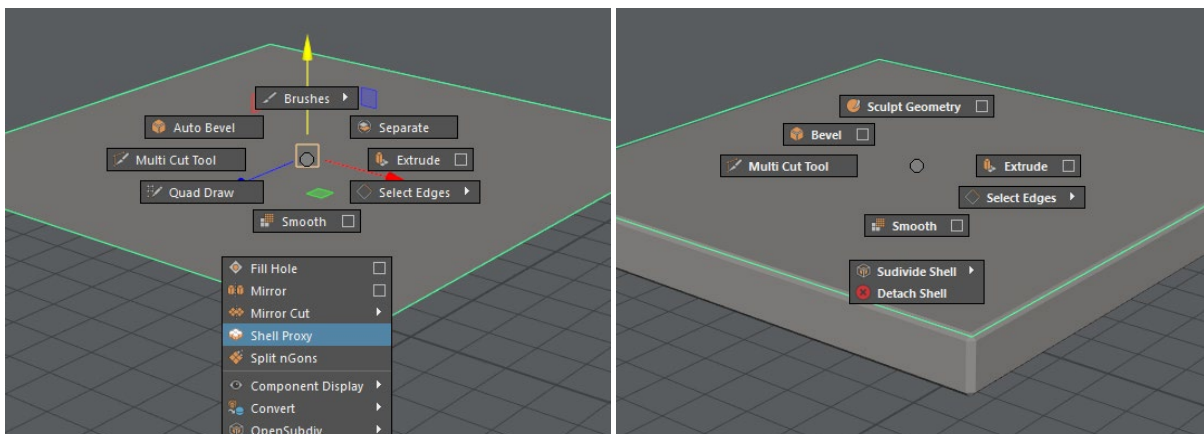 Brushes
Auto Bevel
Separate
Multi Cut Tool
Extrude
Quad Draw
Select Edges
Smooth
Fill Hole
Mirror
Mirror Cut
Shell Proxy
Split nGons
Component Display
Convert
OpenSubdiv
Sculpt Geometry
Bevel
Multi Cut Tool
Extrude
Select Edges
Smooth
Sudivide Shell
Detach Shell